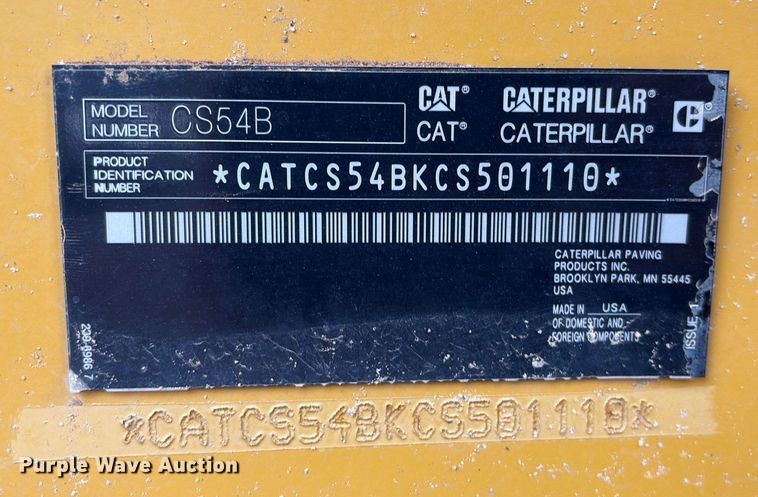 MODEL NUMBER CS54B
CAT® CATERPILLAR®
CAT® CATERPILLAR®
PRODUCT
IDENTIFICATION
NUMBER
*CATCS54BKCS501110*
CATERPILLAR PAVING
PRODUCTS INC.
BROOKLYN PARK, MN 55445
USA
MADE IN USA
OF DOMESTIC AND
FOREIGN COMPONENTS
ISSUE
*CATCS54BKCS501110*
Purple Wave Auction